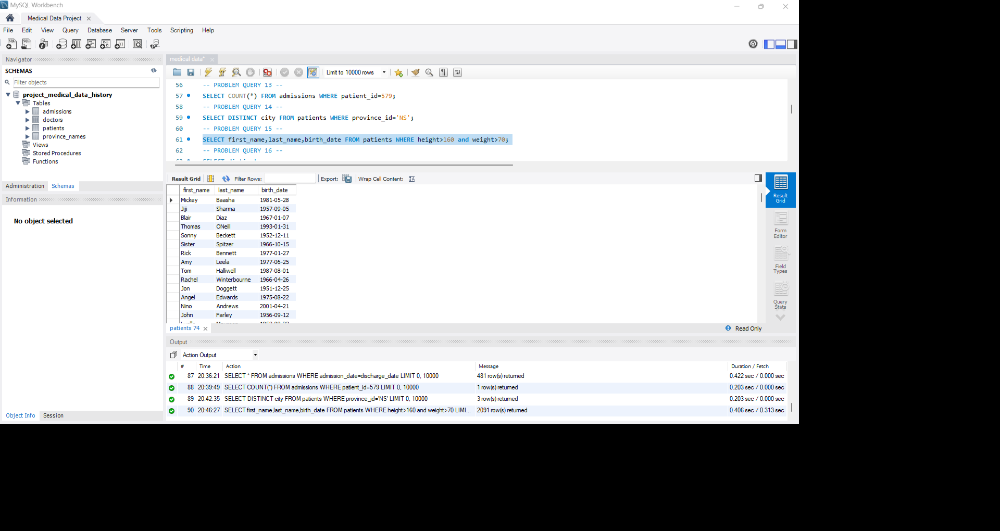 MySQL Workbench
Medical Data Project
File Edit View Query Database Server Tools Scripting Help
Navigator
SCHEMAS
Filter objects
project_medical_data_history
Tables
admissions
doctors
patients
province_names
Views
Stored Procedures
Functions
Administration Schemas
Information
No object selected
Object Info Session
medical data*
Limit to 10000 rows
56 -- PROBLEM QUERY 13 --
57 SELECT COUNT(*) FROM admissions WHERE patient_id=579;
58 -- PROBLEM QUERY 14 --
59 SELECT DISTINCT city FROM patients WHERE province_id='NS';
60 -- PROBLEM QUERY 15 --
61 SELECT first_name,last_name,birth_date FROM patients WHERE height>160 and weight>70;
62 -- PROBLEM QUERY 16 --
Result Grid Filter Rows: Export: Wrap Cell Content:
first_name last_name birth_date
Mickey Baasha 1981-05-28
Jiji Sharma 1957-09-05
Blair Diaz 1967-01-07
Thomas ONeill 1993-01-31
Sonny Beckett 1952-12-11
Sister Spitzer 1966-10-15
Rick Bennett 1977-01-27
Amy Leela 1977-06-25
Tom Halliwell 1987-08-01
Rachel Winterbourne 1966-04-26
Jon Doggett 1951-12-25
Angel Edwards 1975-08-22
Nino Andrews 2001-04-21
John Farley 1956-09-12
Result
Grid
Form
Editor
Field
Types
Query
Stats
patients 74
Read Only
Output
Action Output
# Time Action Message Duration / Fetch
87 20:36:21 SELECT * FROM admissions WHERE admission_date=discharge_date LIMIT 0, 10000 481 row(s) returned 0.422 sec / 0.000 sec
88 20:39:49 SELECT COUNT(*) FROM admissions WHERE patient_id=579 LIMIT 0, 10000 1 row(s) returned 0.203 sec / 0.000 sec
89 20:42:35 SELECT DISTINCT city FROM patients WHERE province_id='NS' LIMIT 0, 10000 3 row(s) returned 0.203 sec / 0.000 sec
90 20:46:27 SELECT first_name,last_name,birth_date FROM patients WHERE height>160 and weight>70 LIMI... 2091 row(s) returned 0.406 sec / 0.313 sec